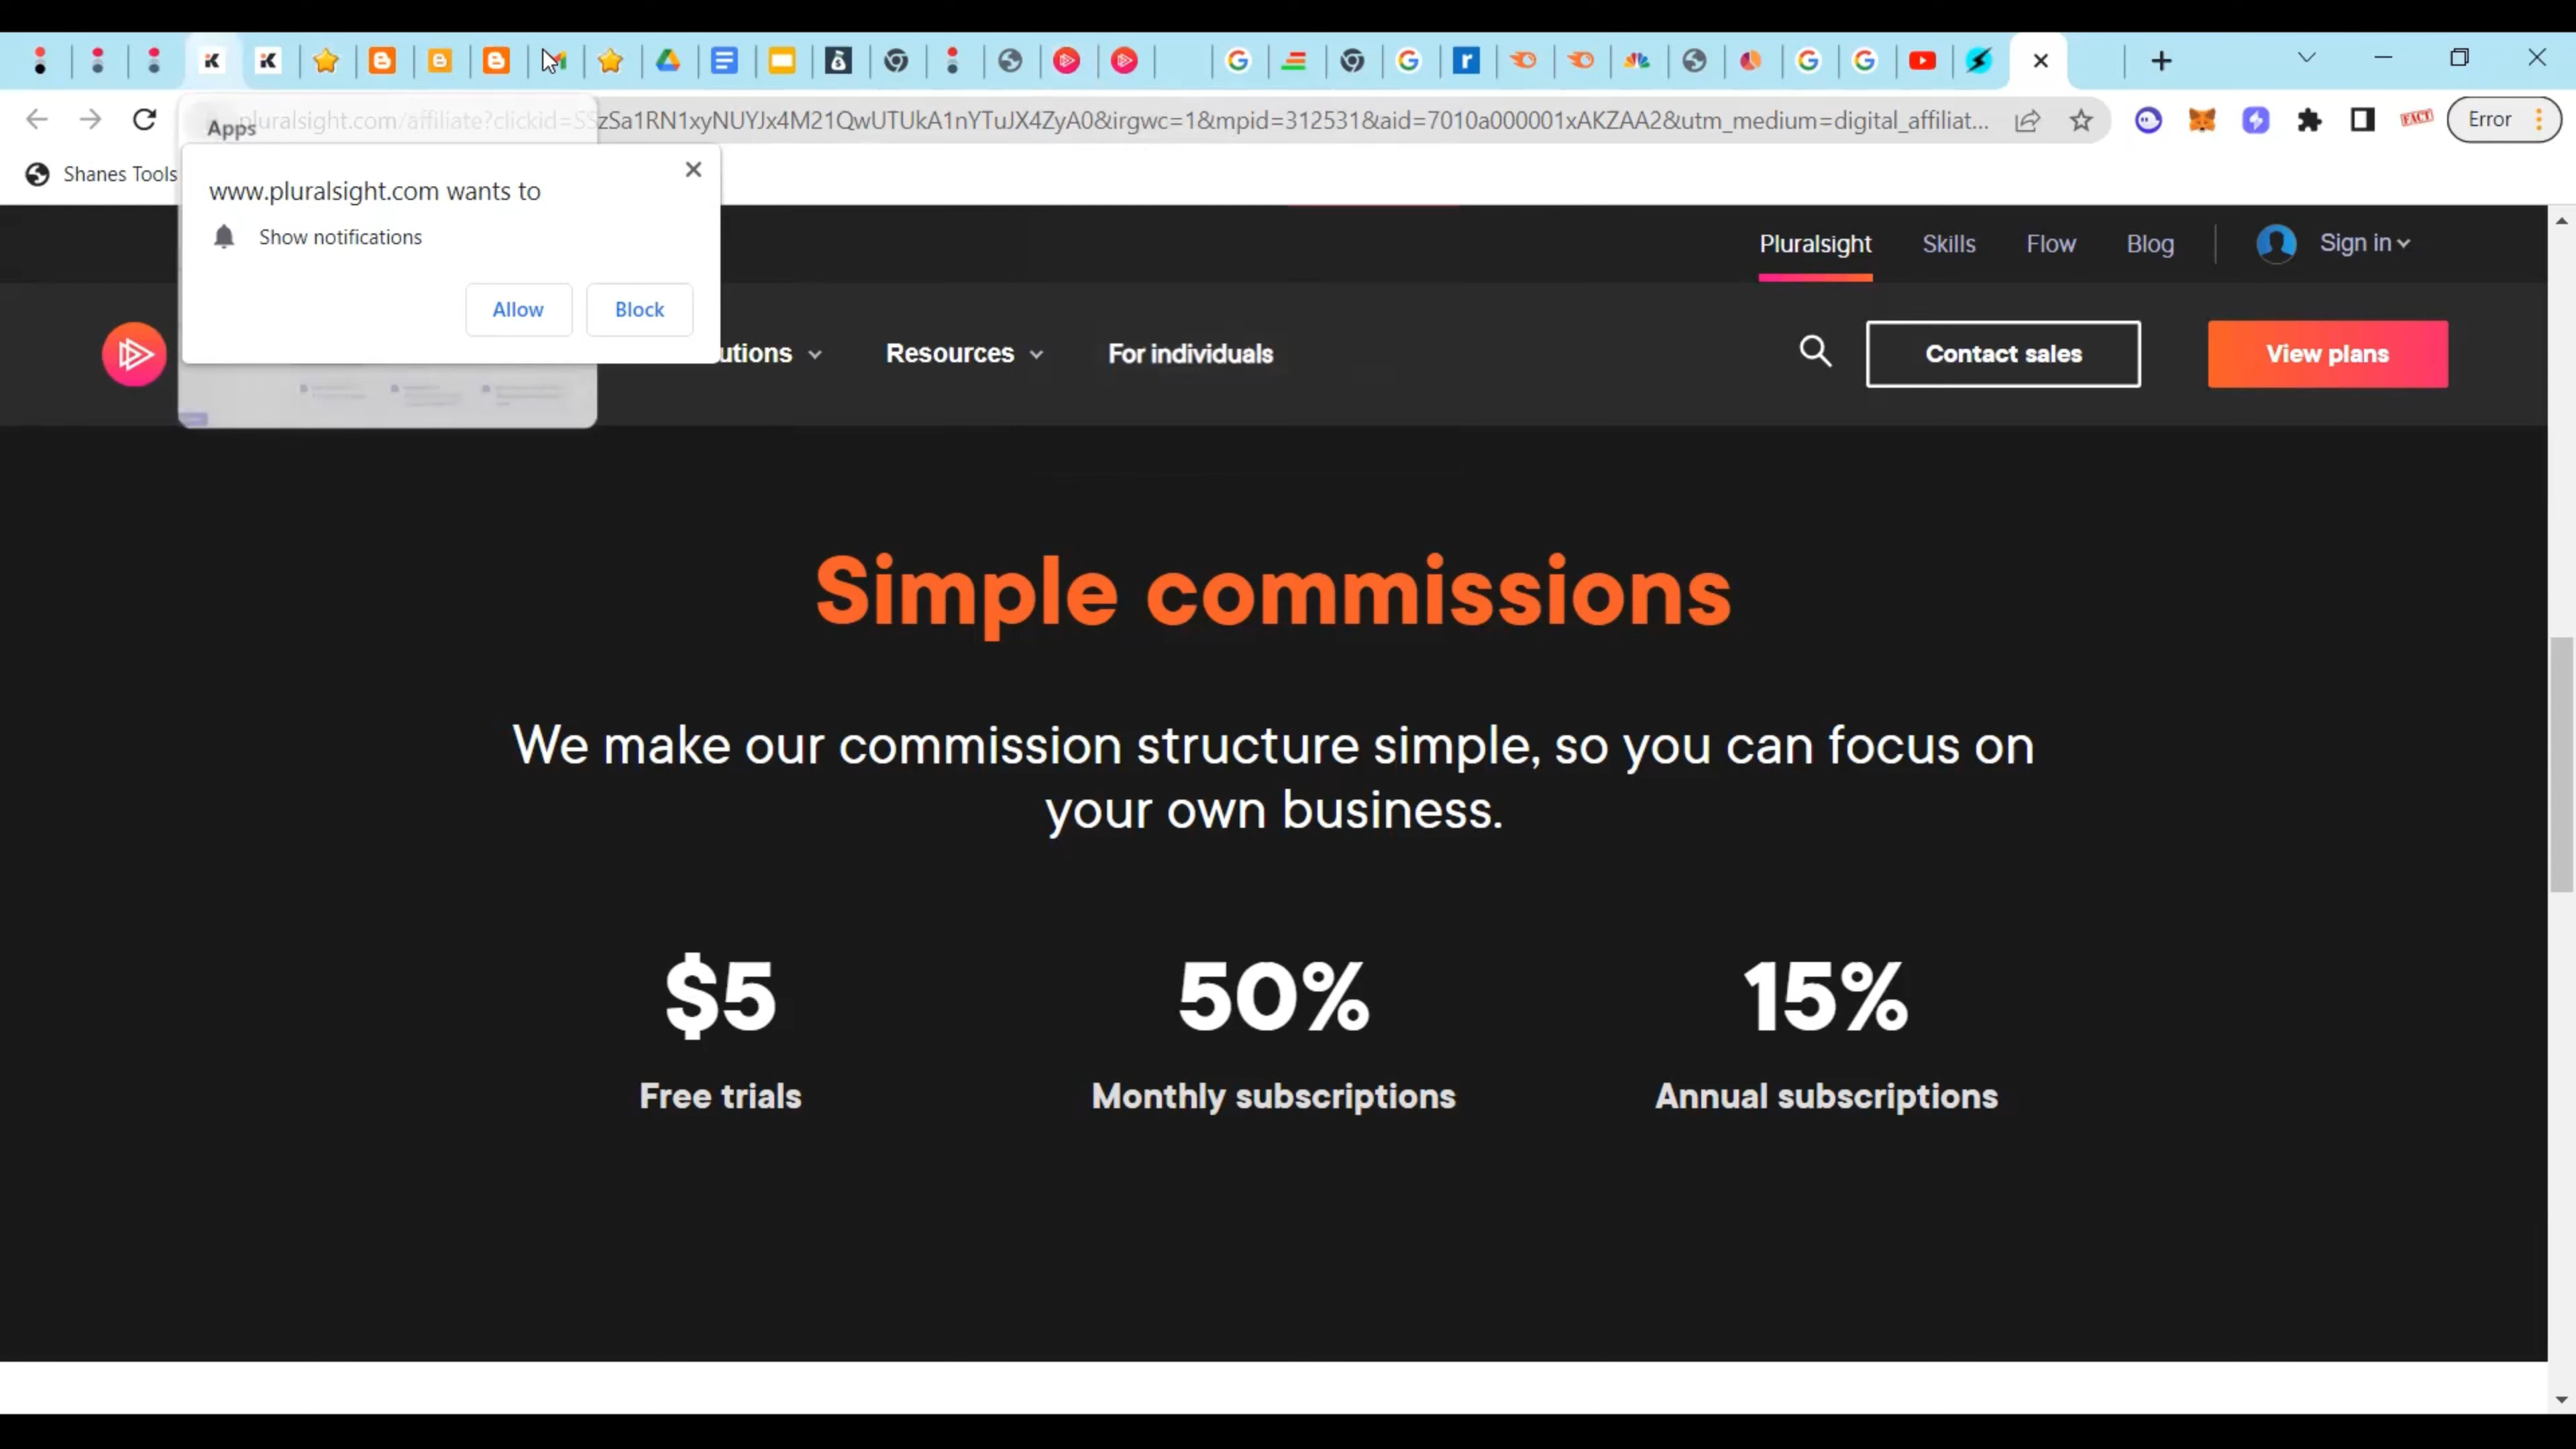 pluralsight.com/affiliate?clickid=SSzSa1RN1xyNUYJx4M21QwUTUkA1nYTuJX4ZyA0&irgwc=1&mpid=312531&aid=7010a000001xAKZAA2&utm_medium=digital_affiliat...
FACT
Error
Apps
Shanes Tools
www.pluralsight.com wants to
Show notifications
Allow
Block
Pluralsight
Skills
Flow
Blog
Sign in
utions
Resources
For individuals
Contact sales
View plans
Simple commissions
We make our commission structure simple, so you can focus on
your own business.
$5
50%
15%
Free trials
Monthly subscriptions
Annual subscriptions